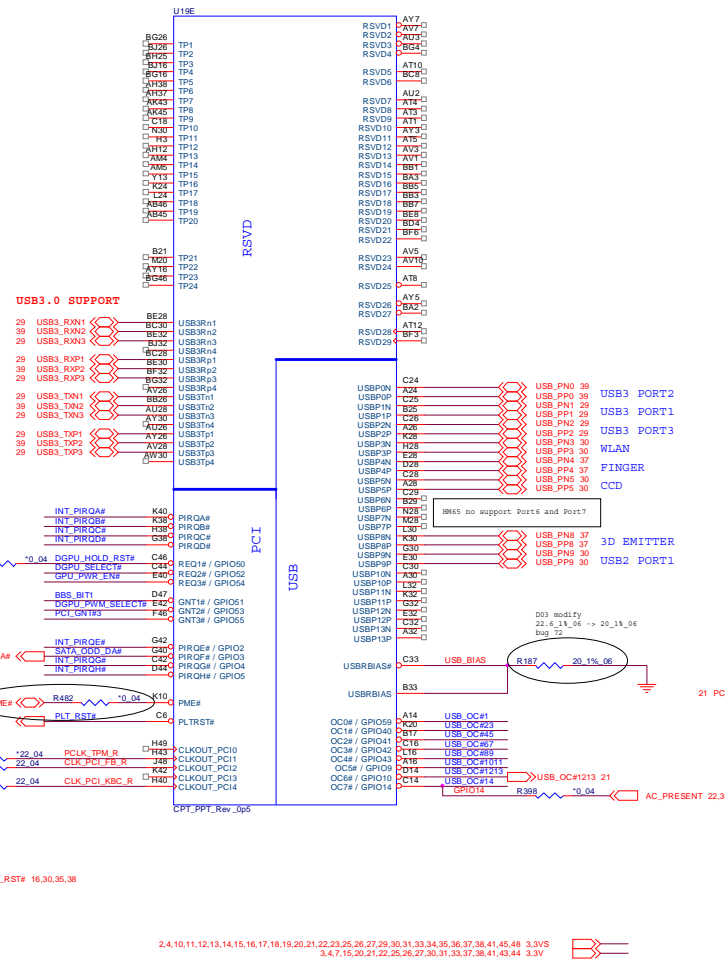 U19E
BG26 TP1
BJ26 TP2
BH25 TP3
BJ16 TP4
BG16 TP5
AH38 TP6
AH37 TP7
AK43 TP8
AK45 TP9
C18 TP10
N30 TP11
H3 TP12
AH12 TP13
AM4 TP14
AM5 TP15
Y13 TP16
K24 TP17
L24 TP18
AB46 TP19
AB45 TP20
B21 TP21
M20 TP22
AY16 TP23
BG46 TP24
RSVD
RSVD1 AY7
RSVD2 AV7
RSVD3 AU3
RSVD4 BG4
RSVD5 AT10
RSVD6 BC8
RSVD7 AU2
RSVD8 AT4
RSVD9 AT3
RSVD10 AT1
RSVD11 AY3
RSVD12 AT5
RSVD13 AV3
RSVD14 AV1
RSVD15 BB1
RSVD16 BA3
RSVD17 BB5
RSVD18 BB3
RSVD19 BB7
RSVD20 BE8
RSVD21 BD4
RSVD22 BF6
RSVD23 AV5
RSVD24 AV10
RSVD25 AT8
RSVD26 AY5
RSVD27 BA2
RSVD28 AT12
RSVD29 BF3
USB3.0 SUPPORT
29 USB3_RXN1 BE28 USB3Rn1
39 USB3_RXN2 BC30 USB3Rn2
29 USB3_RXN3 BE32 USB3Rn3
BJ32 USB3Rn4
29 USB3_RXP1 BC28 USB3Rp1
39 USB3_RXP2 BE30 USB3Rp2
29 USB3_RXP3 BF32 USB3Rp3
BG32 USB3Rp4
29 USB3_TXN1 AV26 USB3Tn1
39 USB3_TXN2 BB26 USB3Tn2
29 USB3_TXN3 AU28 USB3Tn3
AY30 USB3Tn4
29 USB3_TXP1 AU26 USB3Tp1
39 USB3_TXP2 AY26 USB3Tp2
29 USB3_TXP3 AV28 USB3Tp3
AW30 USB3Tp4
USBP0N C24 USB_PN0 39
USBP0P A24 USB_PP0 39 USB3 PORT2
USBP1N C25 USB_PN1 29
USBP1P B25 USB_PP1 29 USB3 PORT1
USBP2N C26 USB_PN2 29
USBP2P A26 USB_PP2 29 USB3 PORT3
USBP3N K28 USB_PN3 30
USBP3P H28 USB_PP3 30 WLAN
USBP4N E28 USB_PN4 37
USBP4P D28 USB_PP4 37 FINGER
USBP5N C28 USB_PN5 30
USBP5P A28 USB_PP5 30 CCD
USBP6N C29
USBP6P B29
USBP7N N28
USBP7P M28
HM65 no support Port6 and Port7
USBP8N L30 USB_PN8 37
USBP8P K30 USB_PP8 37 3D EMITTER
USBP9N G30 USB_PN9 30
USBP9P E30 USB_PP9 30 USB2 PORT1
USBP10N C30
USBP10P A30
USBP11N L32
USBP11P K32
USBP12N G32
USBP12P E32
USBP13N C32
USBP13P A32
PCI
USB
INT_PIRQA# K40 PIRQA#
INT_PIRQB# K38 PIRQB#
INT_PIRQC# H38 PIRQC#
INT_PIRQD# G38 PIRQD#
*0_04 DGPU_HOLD_RST# C46 REQ1# / GPIO50
DGPU_SELECT# C44 REQ2# / GPIO52
GPU_PWR_EN# E40 REQ3# / GPIO54
BBS_BIT1 D47 GNT1# / GPIO51
DGPU_PWM_SELECT# E42 GNT2# / GPIO53
PCI_GNT#3 F46 GNT3# / GPIO55
INT_PIRQE# G42 PIRQE# / GPIO2
A# SATA_ODD_DA# G40 PIRQF# / GPIO3
INT_PIRQG# C42 PIRQG# / GPIO4
INT_PIRQH# D44 PIRQH# / GPIO5
ME# R482 *0_04 K10 PME#
PLT_RST# C6 PLTRST#
H49 CLKOUT_PCI0
*22_04 PCLK_TPM_R H43 CLKOUT_PCI1
22_04 CLK_PCI_FB_R J48 CLKOUT_PCI2
K42 CLKOUT_PCI3
22_04 CLK_PCI_KBC_R H40 CLKOUT_PCI4
D03 modify
22.6_1%_06 -> 20_1%_06
bug 72
USBRBIAS# C33 USB_BIAS R187 20_1%_06
USBRBIAS B33
21 PC
OC0# / GPIO59 A14 USB_OC#1
OC1# / GPIO40 K20 USB_OC#23
OC2# / GPIO41 B17 USB_OC#45
OC3# / GPIO42 C16 USB_OC#67
OC4# / GPIO43 L16 USB_OC#89
OC5# / GPIO9 A16 USB_OC#1011
OC6# / GPIO10 D14 USB_OC#1213 USB_OC#1213 21
OC7# / GPIO14 C14 USB_OC#14
GPIO14 R398 *0_04 AC_PRESENT 22,3
CPT_PPT_Rev_0p5
_RST# 16,30,35,38
2,4,10,11,12,13,14,15,16,17,18,19,20,21,22,23,25,26,27,29,30,31,33,34,35,36,37,38,41,45,48 3.3VS
3,4,7,15,20,21,22,25,26,27,30,31,33,37,38,41,43,44 3.3V